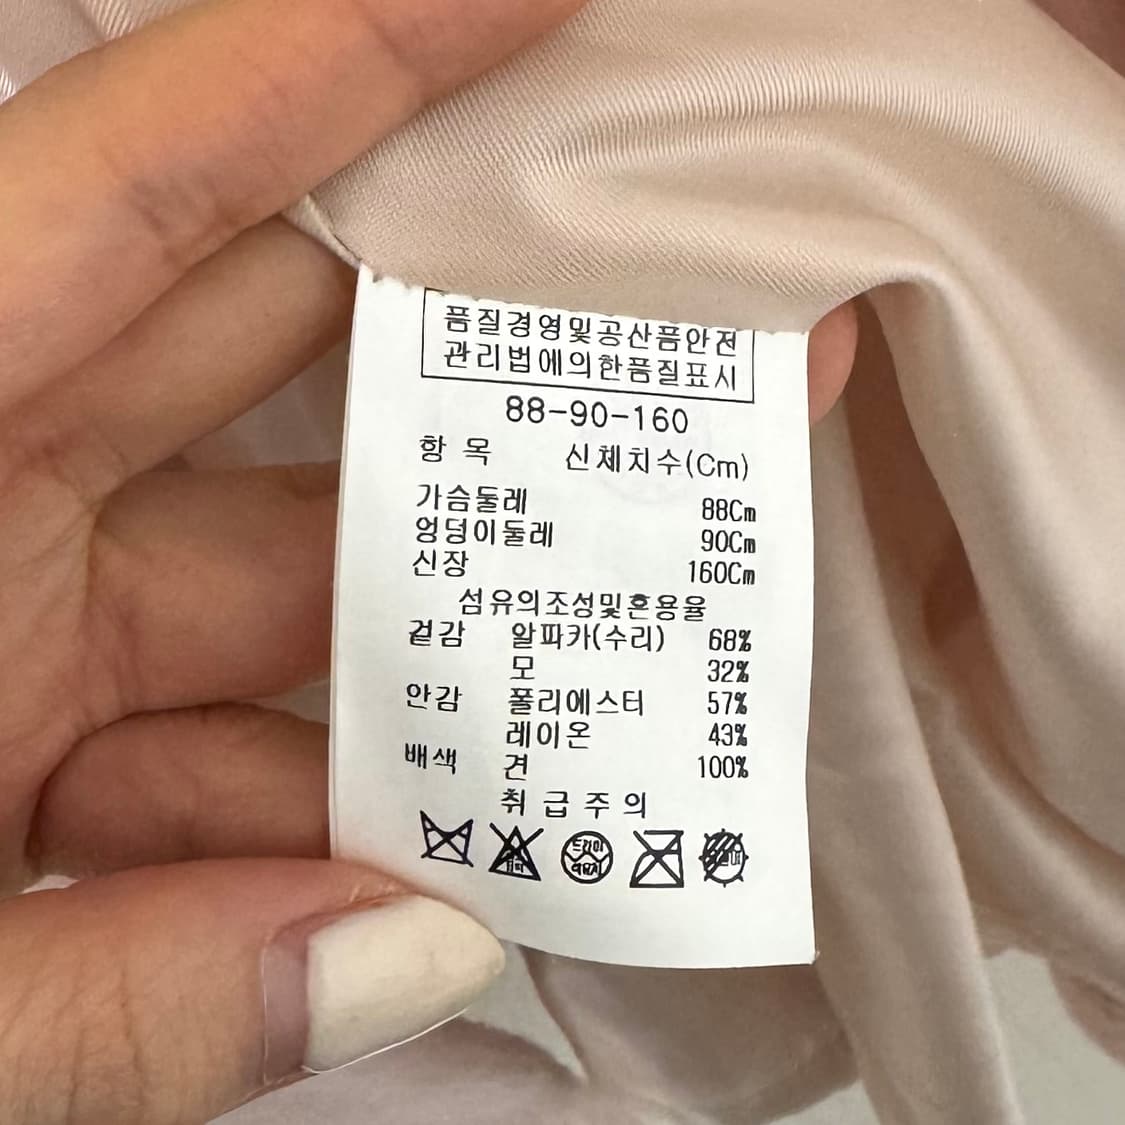 품질경영및공산품안전
관리법에의한품질표시
88-90-160
항 목 신체치수(Cm)
가슴둘레 88Cm
엉덩이둘레 90Cm
신장 160Cm
섬유의조성및혼용율
겉감 알파카(수리) 68%
모 32%
안감 폴리에스터 57%
레이온 43%
배색 견 100%
취급주의
드라이